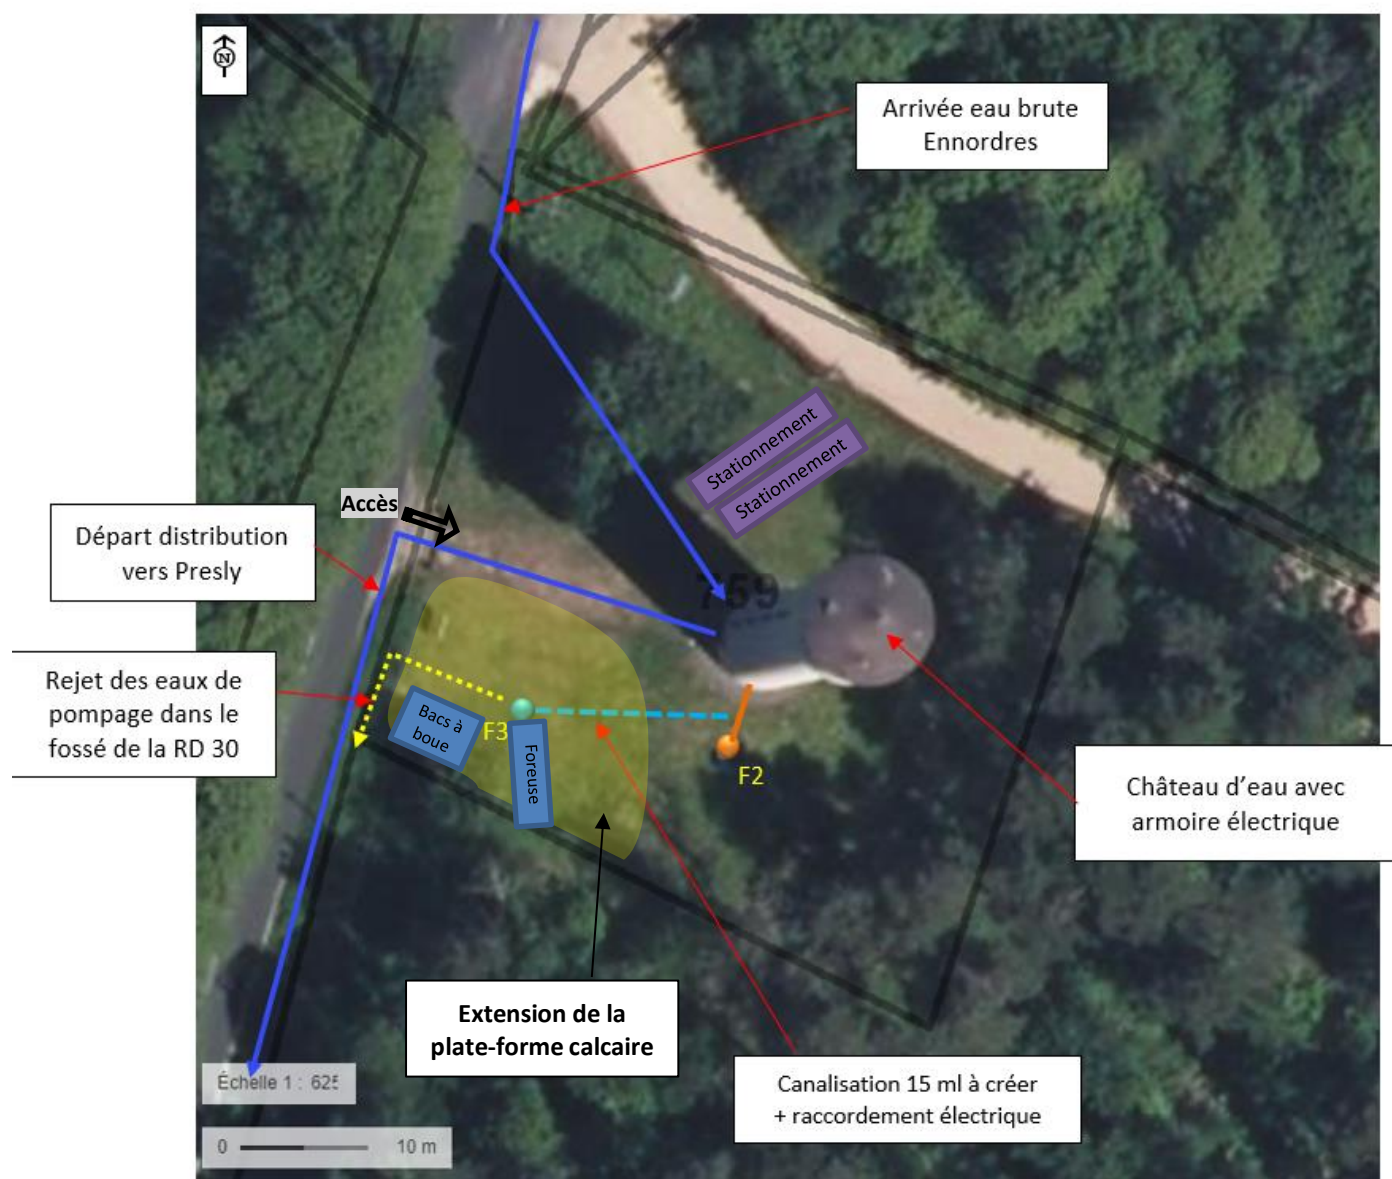 N
Arrivée eau brute
Ennordres
Stationnement
Stationnement
Accès
Départ distribution
vers Presly
759
Rejet des eaux de
pompage dans le
fossé de la RD 30
Bacs à
boue
F3
Foreuse
F2
Château d’eau avec
armoire électrique
Extension de la
plate-forme calcaire
Canalisation 15 ml à créer
+ raccordement électrique
Échelle 1 : 625
0 10 m